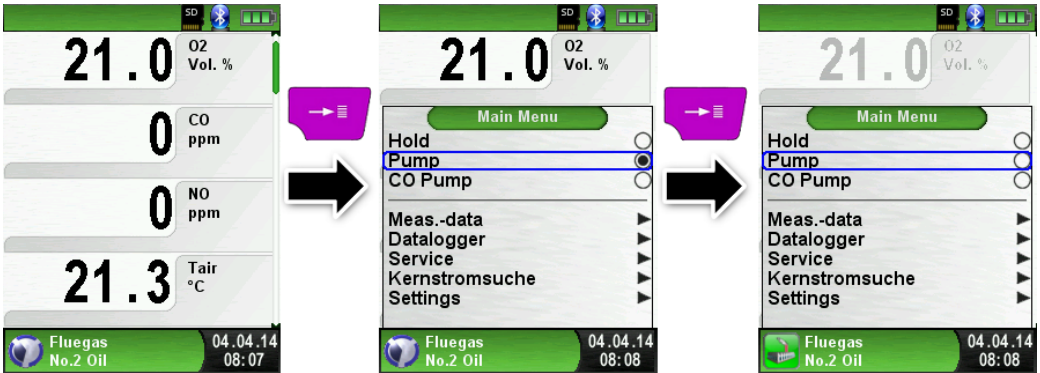 SD
21.0
O2
Vol. %
0
CO
ppm
0
NO
ppm
21.3
Tair
°C
Fluegas
No.2 Oil
04.04.14
08:07
SD
21.0
O2
Vol. %
Main Menu
Hold
Pump
CO Pump
Meas.-data
Datalogger
Service
Kernstromsuche
Settings
Fluegas
No.2 Oil
04.04.14
08:08
SD
21.0
O2
Vol. %
Main Menu
Hold
Pump
CO Pump
Meas.-data
Datalogger
Service
Kernstromsuche
Settings
Fluegas
No.2 Oil
04.04.14
08:08